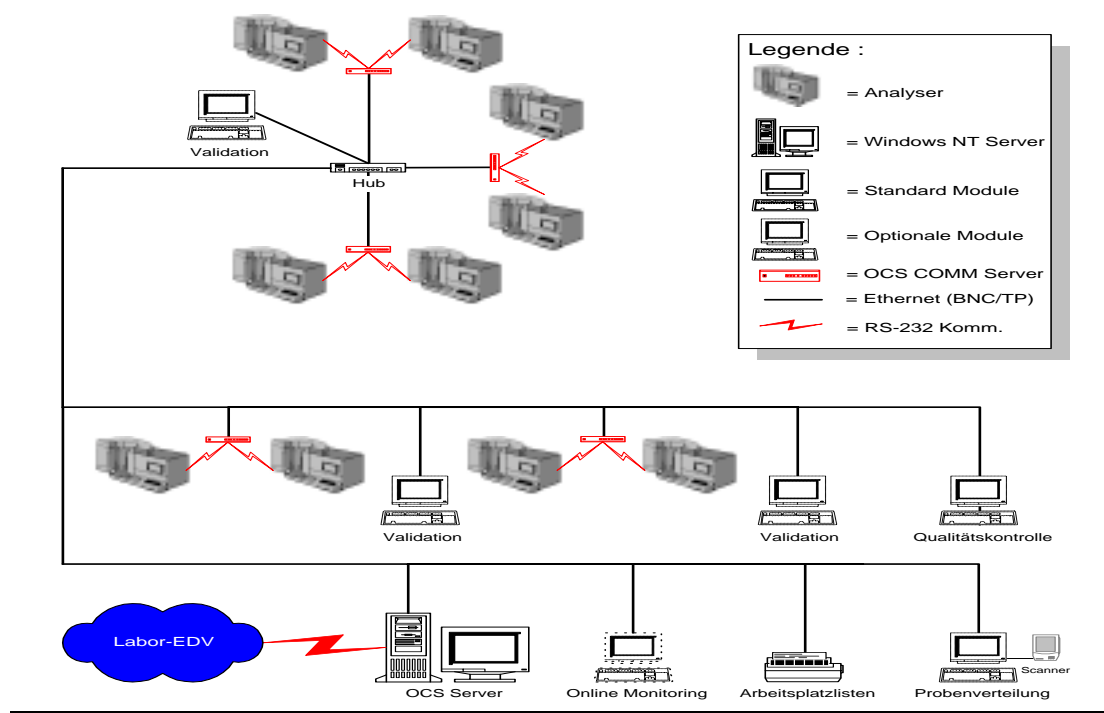 Legende :
= Analyser
= Windows NT Server
= Standard Module
= Optionale Module
= OCS COMM Server
= Ethernet (BNC/TP)
= RS-232 Komm.
Validation
Hub
Validation
Validation
Qualitätskontrolle
Labor-EDV
OCS Server
Online Monitoring
Arbeitsplatzlisten
Probenverteilung
Scanner